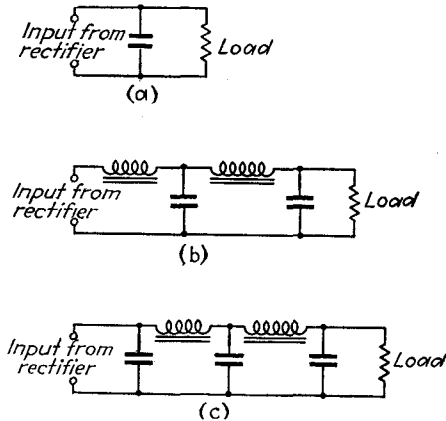 Input from
rectifier
Load
(a)
Input from
rectifier
Load
(b)
Input from
rectifier
Load
(c)